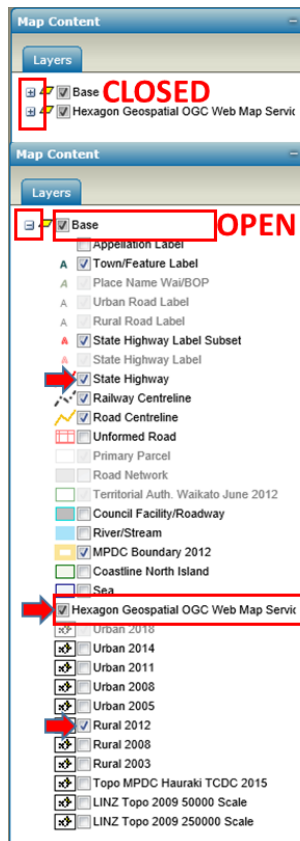 Map Content
Layers
Base CLOSED
Hexagon Geospatial OGC Web Map Servic
Map Content
Layers
Base OPEN
Appellation Label
A Town/Feature Label
A Place Name Wai/BOP
A Urban Road Label
A Rural Road Label
A State Highway Label Subset
A State Highway Label
State Highway
Railway Centreline
Road Centreline
Unformed Road
Primary Parcel
Road Network
Territorial Auth. Waikato June 2012
Council Facility/Roadway
River/Stream
MPDC Boundary 2012
Coastline North Island
Sea
Hexagon Geospatial OGC Web Map Servic
Urban 2018
Urban 2014
Urban 2011
Urban 2008
Urban 2005
Rural 2012
Rural 2008
Rural 2003
Topo MPDC Hauraki TCDC 2015
LINZ Topo 2009 50000 Scale
LINZ Topo 2009 250000 Scale